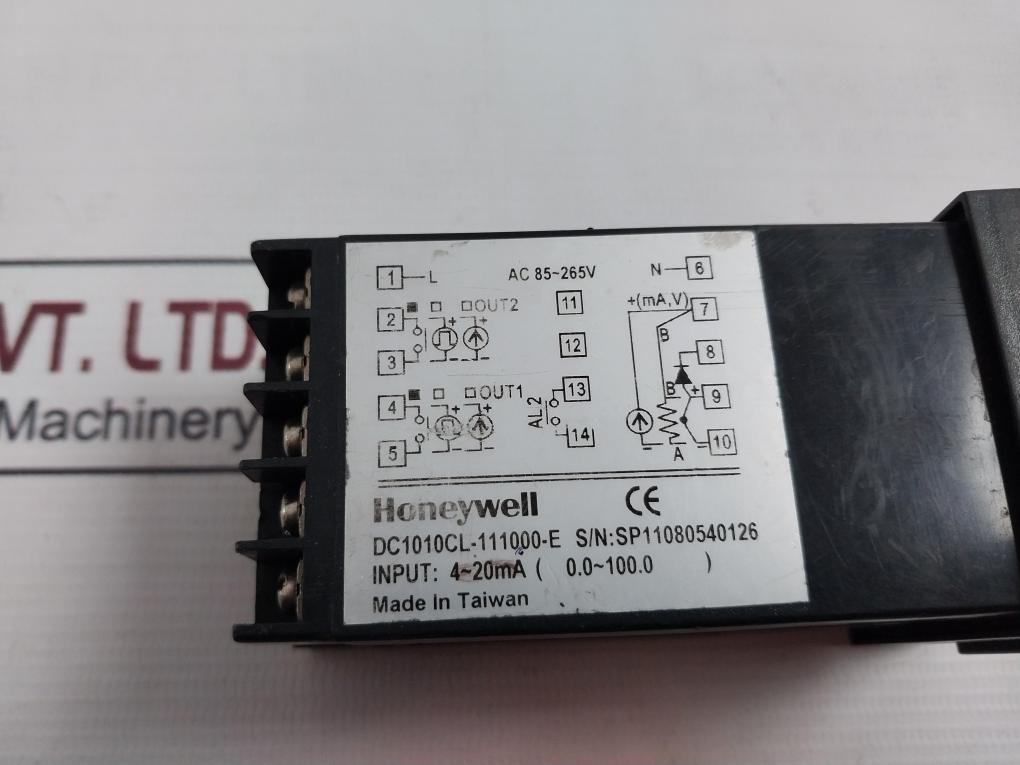 VT. LTD.
Machinery
1 L AC 85~265V N 6
2 OUT2 11 +(mA,V) 7
+ +
3 12 B 8
4 OUT1 13 B + 9
+ +
5 AL2 14 A 10
Honeywell CE
DC1010CL-111000-E S/N:SP11080540126
INPUT: 4~20mA ( 0.0~100.0 )
Made In Taiwan